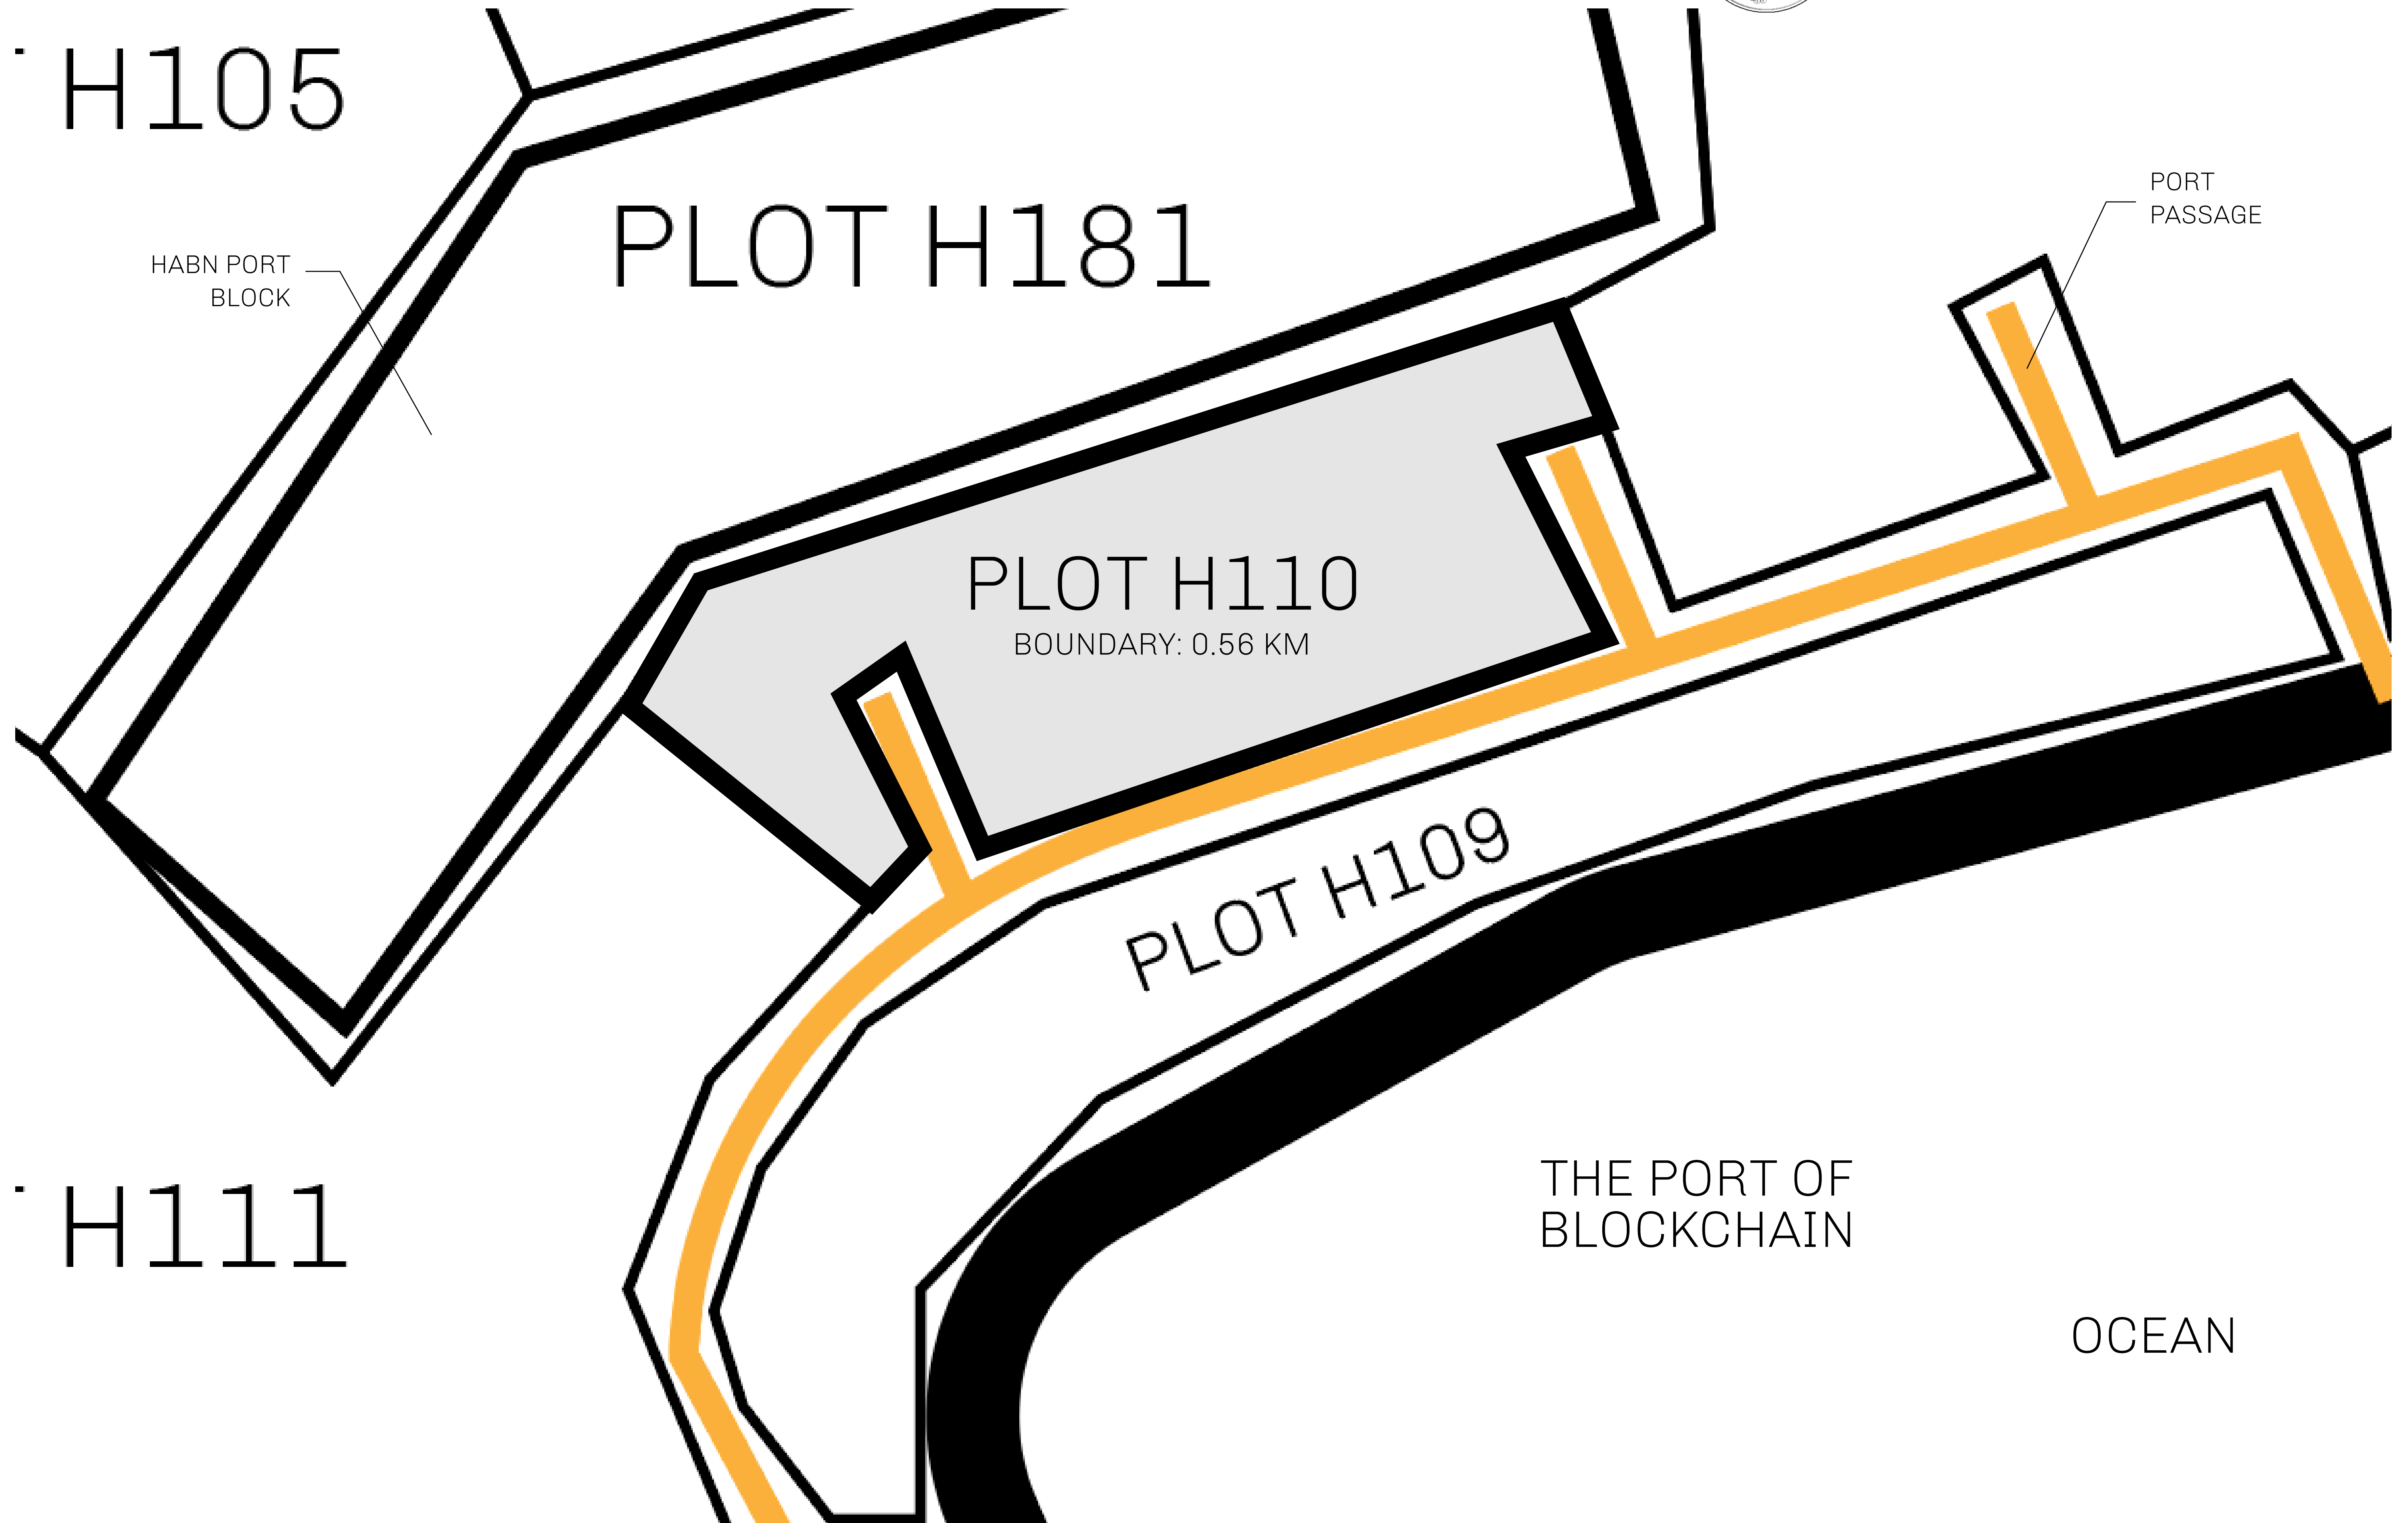 H105
PLOT H181
PORT
PASSAGE
HABN PORT
BLOCK
PLOT H110
BOUNDARY: 0.56 KM
PLOT H109
H111
THE PORT OF
BLOCKCHAIN
OCEAN